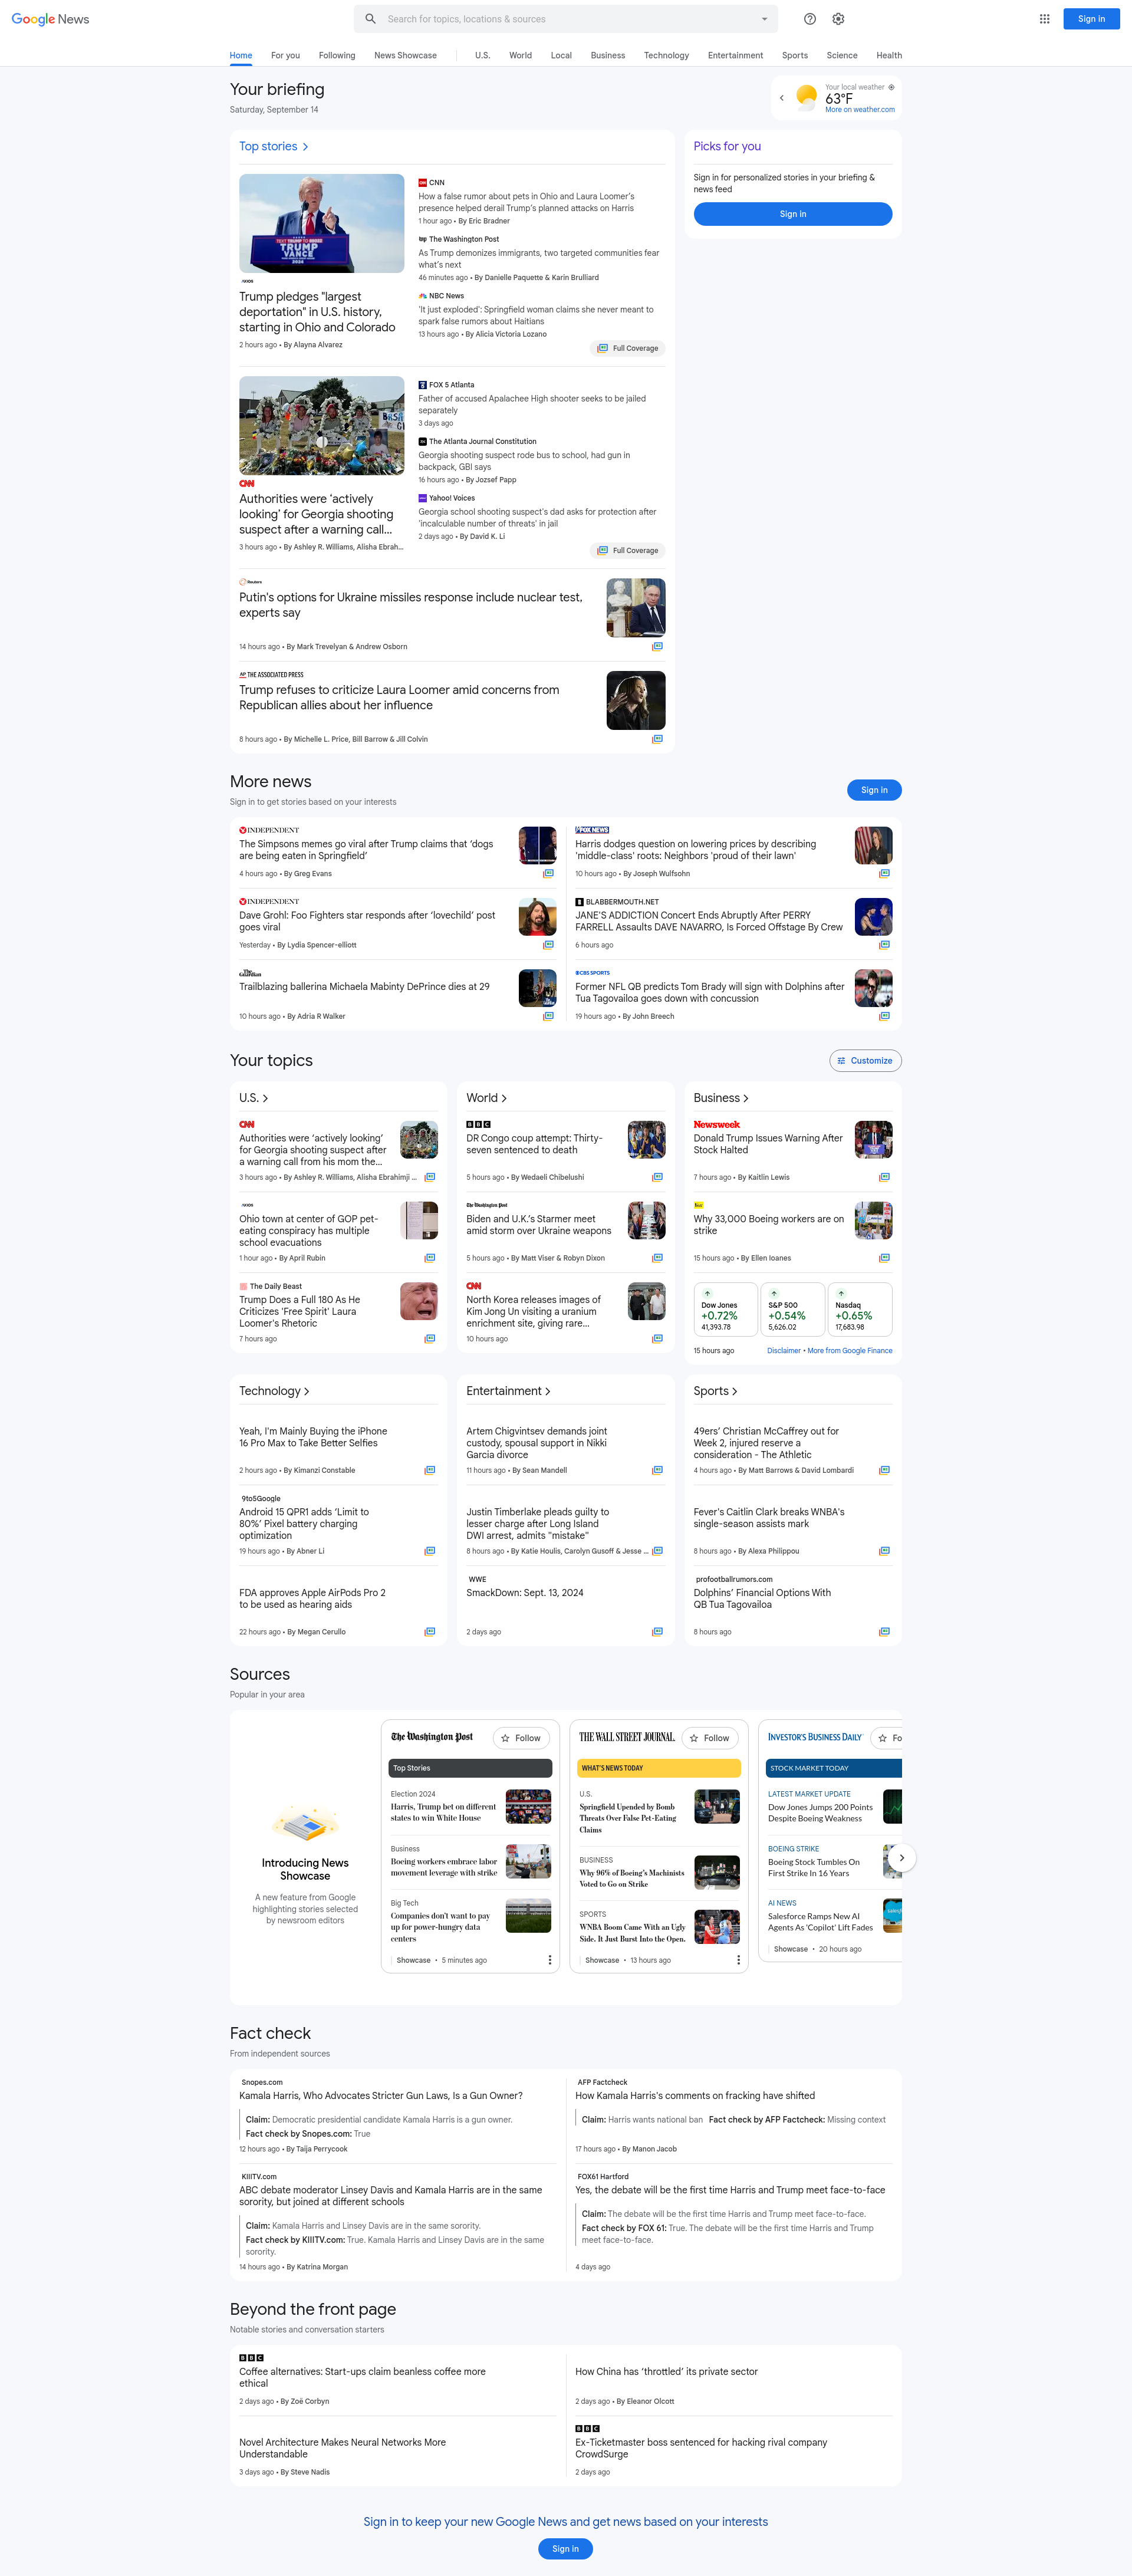 Google News
Search for topics, locations & sources
Sign in
Home
For you
Following
News Showcase
U.S.
World
Local
Business
Technology
Entertainment
Sports
Science
Health
Your briefing
Saturday, September 14
Your local weather
63°F
More on weather.com
Top stories
TRUMP
VANCE
2024
AXIOS
Trump pledges "largest
deportation" in U.S. history,
starting in Ohio and Colorado
2 hours ago • By Alayna Alvarez
CNN
How a false rumor about pets in Ohio and Laura Loomer's
presence helped derail Trump's planned attacks on Harris
1 hour ago • By Eric Bradner
The Washington Post
As Trump demonizes immigrants, two targeted communities fear
what's next
46 minutes ago • By Danielle Paquette & Karin Brulliard
NBC News
'It just exploded': Springfield woman claims she never meant to
spark false rumors about Haitians
13 hours ago • By Alicia Victoria Lozano
Full Coverage
Picks for you
Sign in for personalized stories in your briefing &
news feed
Sign in
CNN
Authorities were 'actively
looking' for Georgia shooting
suspect after a warning call...
3 hours ago • By Ashley R. Williams, Alisha Ebrah...
FOX 5 Atlanta
Father of accused Apalachee High shooter seeks to be jailed
separately
3 days ago
The Atlanta Journal Constitution
Georgia shooting suspect rode bus to school, had gun in
backpack, GBI says
16 hours ago • By Jozsef Papp
Yahoo! Voices
Georgia school shooting suspect's dad asks for protection after
'incalculable number of threats' in jail
2 days ago • By David K. Li
Full Coverage
Reuters
Putin's options for Ukraine missiles response include nuclear test,
experts say
14 hours ago • By Mark Trevelyan & Andrew Osborn
AP THE ASSOCIATED PRESS
Trump refuses to criticize Laura Loomer amid concerns from
Republican allies about her influence
8 hours ago • By Michelle L. Price, Bill Barrow & Jill Colvin
More news
Sign in to get stories based on your interests
Sign in
INDEPENDENT
The Simpsons memes go viral after Trump claims that 'dogs
are being eaten in Springfield'
4 hours ago • By Greg Evans
FOX NEWS
Harris dodges question on lowering prices by describing
'middle-class' roots: Neighbors 'proud of their lawn'
10 hours ago • By Joseph Wulfsohn
INDEPENDENT
Dave Grohl: Foo Fighters star responds after 'lovechild' post
goes viral
Yesterday • By Lydia Spencer-elliott
BLABBERMOUTH.NET
JANE'S ADDICTION Concert Ends Abruptly After PERRY
FARRELL Assaults DAVE NAVARRO, Is Forced Offstage By Crew
6 hours ago
The Guardian
Trailblazing ballerina Michaela Mabinty DePrince dies at 29
10 hours ago • By Adria R Walker
CBS SPORTS
Former NFL QB predicts Tom Brady will sign with Dolphins after
Tua Tagovailoa goes down with concussion
19 hours ago • By John Breech
Your topics
Customize
U.S.
CNN
Authorities were 'actively looking'
for Georgia shooting suspect after
a warning call from his mom the...
3 hours ago • By Ashley R. Williams, Alisha Ebrahimji ...
AXIOS
Ohio town at center of GOP pet-
eating conspiracy has multiple
school evacuations
1 hour ago • By April Rubin
The Daily Beast
Trump Does a Full 180 As He
Criticizes 'Free Spirit' Laura
Loomer's Rhetoric
7 hours ago
World
BBC
DR Congo coup attempt: Thirty-
seven sentenced to death
5 hours ago • By Wedaeli Chibelushi
The Washington Post
Biden and U.K.'s Starmer meet
amid storm over Ukraine weapons
5 hours ago • By Matt Viser & Robyn Dixon
CNN
North Korea releases images of
Kim Jong Un visiting a uranium
enrichment site, giving rare...
10 hours ago
Business
Newsweek
Donald Trump Issues Warning After
Stock Halted
7 hours ago • By Kaitlin Lewis
Why 33,000 Boeing workers are on
strike
15 hours ago • By Ellen Ioanes
Dow Jones
+0.72%
41,393.78
S&P 500
+0.54%
5,626.02
Nasdaq
+0.65%
17,683.98
15 hours ago
Disclaimer • More from Google Finance
Technology
Yeah, I'm Mainly Buying the iPhone
16 Pro Max to Take Better Selfies
2 hours ago • By Kimanzi Constable
9to5Google
Android 15 QPR1 adds 'Limit to
80%' Pixel battery charging
optimization
19 hours ago • By Abner Li
FDA approves Apple AirPods Pro 2
to be used as hearing aids
22 hours ago • By Megan Cerullo
Entertainment
Artem Chigvintsev demands joint
custody, spousal support in Nikki
Garcia divorce
11 hours ago • By Sean Mandell
Justin Timberlake pleads guilty to
lesser charge after Long Island
DWI arrest, admits "mistake"
8 hours ago • By Katie Houlis, Carolyn Gusoff & Jesse ...
WWE
SmackDown: Sept. 13, 2024
2 days ago
Sports
49ers' Christian McCaffrey out for
Week 2, injured reserve a
consideration - The Athletic
4 hours ago • By Matt Barrows & David Lombardi
Fever's Caitlin Clark breaks WNBA's
single-season assists mark
8 hours ago • By Alexa Philippou
profootballrumors.com
Dolphins' Financial Options With
QB Tua Tagovailoa
8 hours ago
Sources
Popular in your area
Introducing News
Showcase
A new feature from Google
highlighting stories selected
by newsroom editors
The Washington Post
Follow
Top Stories
Election 2024
Harris, Trump bet on different
states to win White House
Business
Boeing workers embrace labor
movement leverage with strike
Big Tech
Companies don't want to pay
up for power-hungry data
centers
Showcase • 5 minutes ago
THE WALL STREET JOURNAL.
Follow
WHAT'S NEWS TODAY
U.S.
Springfield Upended by Bomb
Threats Over False Pet-Eating
Claims
BUSINESS
Why 96% of Boeing's Machinists
Voted to Go on Strike
SPORTS
WNBA Boom Came With an Ugly
Side. It Just Burst Into the Open.
Showcase • 13 hours ago
INVESTOR'S BUSINESS DAILY
Fo
STOCK MARKET TODAY
LATEST MARKET UPDATE
Dow Jones Jumps 200 Points
Despite Boeing Weakness
BOEING STRIKE
Boeing Stock Tumbles On
First Strike In 16 Years
AI NEWS
Salesforce Ramps New AI
Agents As 'Copilot' Lift Fades
Showcase • 20 hours ago
Fact check
From independent sources
Snopes.com
Kamala Harris, Who Advocates Stricter Gun Laws, Is a Gun Owner?
Claim: Democratic presidential candidate Kamala Harris is a gun owner.
Fact check by Snopes.com: True
12 hours ago • By Taija Perrycook
AFP Factcheck
How Kamala Harris's comments on fracking have shifted
Claim: Harris wants national ban Fact check by AFP Factcheck: Missing context
17 hours ago • By Manon Jacob
KIIITV.com
ABC debate moderator Linsey Davis and Kamala Harris are in the same
sorority, but joined at different schools
Claim: Kamala Harris and Linsey Davis are in the same sorority.
Fact check by KIIITV.com: True. Kamala Harris and Linsey Davis are in the same
sorority.
14 hours ago • By Katrina Morgan
FOX61 Hartford
Yes, the debate will be the first time Harris and Trump meet face-to-face
Claim: The debate will be the first time Harris and Trump meet face-to-face.
Fact check by FOX 61: True. The debate will be the first time Harris and Trump
meet face-to-face.
4 days ago
Beyond the front page
Notable stories and conversation starters
BBC
Coffee alternatives: Start-ups claim beanless coffee more
ethical
2 days ago • By Zoë Corbyn
How China has 'throttled' its private sector
2 days ago • By Eleanor Olcott
Novel Architecture Makes Neural Networks More
Understandable
3 days ago • By Steve Nadis
BBC
Ex-Ticketmaster boss sentenced for hacking rival company
CrowdSurge
2 days ago
Sign in to keep your new Google News and get news based on your interests
Sign in